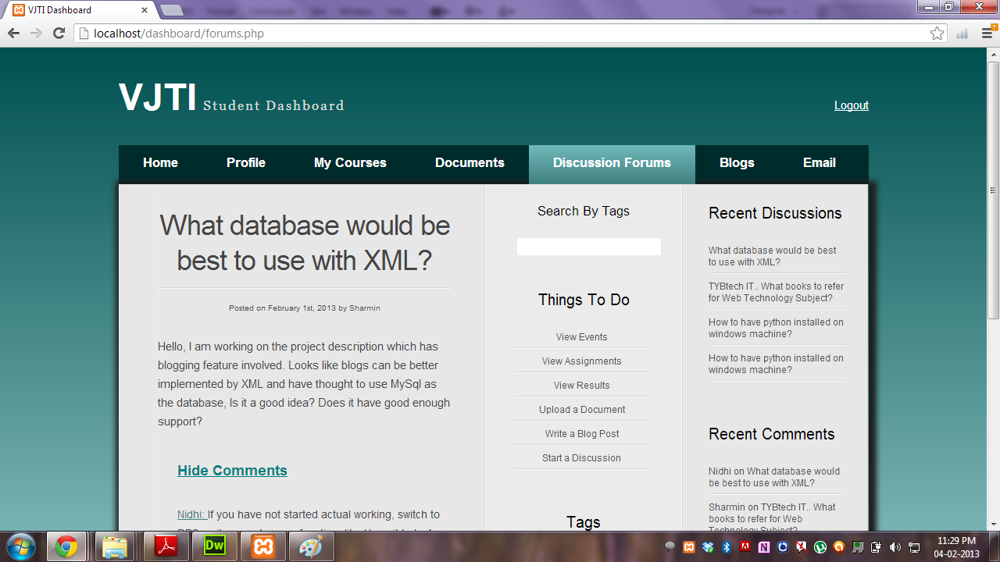 VJTI Dashboard
localhost/dashboard/forums.php
VJTI Student Dashboard
Logout
Home Profile My Courses Documents Discussion Forums Blogs Email
What database would be
best to use with XML?
Posted on February 1st, 2013 by Sharmin
Hello, I am working on the project description which has
blogging feature involved. Looks like blogs can be better
implemented by XML and have thought to use MySql as
the database, Is it a good idea? Does it have good enough
support?
Hide Comments
Nidhi: If you have not started actual working, switch to
Search By Tags
Things To Do
View Events
View Assignments
View Results
Upload a Document
Write a Blog Post
Start a Discussion
Tags
Recent Discussions
What database would be best
to use with XML?
TYBtech IT.. What books to refer
for Web Technology Subject?
How to have python installed on
windows machine?
How to have python installed on
windows machine?
Recent Comments
Nidhi on What database would
be best to use with XML?
Sharmin on TYBtech IT.. What
books to refer for Web
Technology Subject?
Dw
11:29 PM
04-02-2013